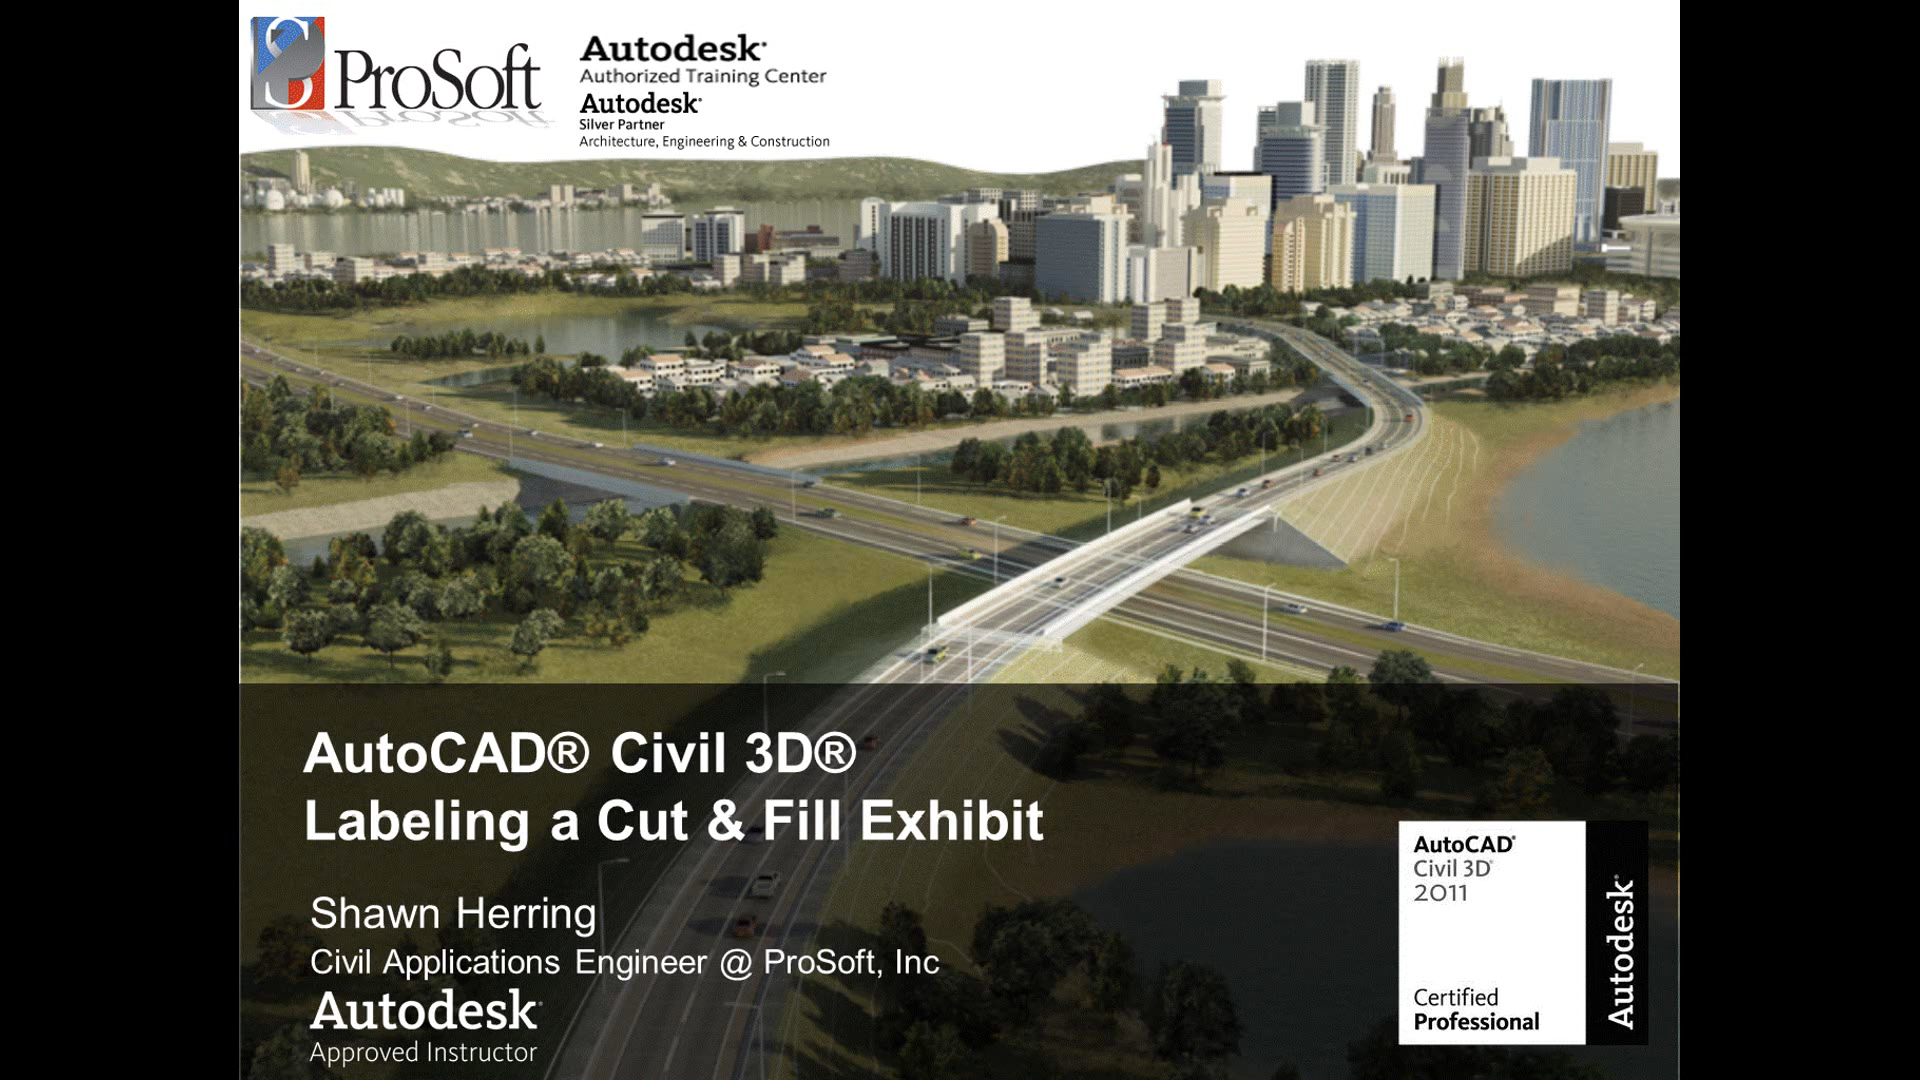 ProSoft
Autodesk®
Authorized Training Center
Autodesk®
Silver Partner
Architecture, Engineering & Construction
AutoCAD® Civil 3D®
Labeling a Cut & Fill Exhibit
Shawn Herring
Civil Applications Engineer @ ProSoft, Inc
Autodesk®
Approved Instructor
AutoCAD®
Civil 3D®
2011
Certified
Professional
Autodesk®